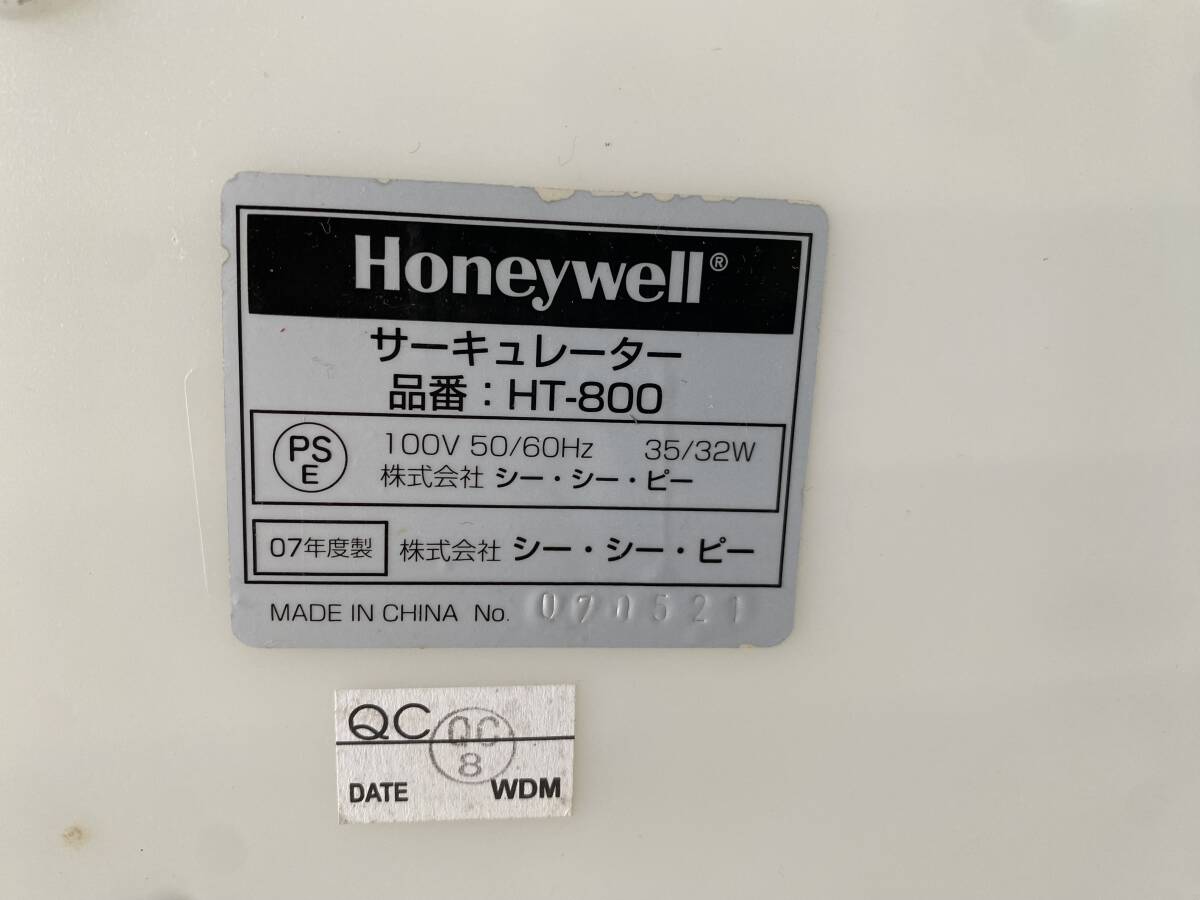 Honeywell®
サーキュレーター
品番：HT-800
PS
E
100V 50/60Hz 35/32W
株式会社 シー・シー・ピー
07年度製
株式会社 シー・シー・ピー
MADE IN CHINA No. 070521
QC
QC
8
DATE WDM